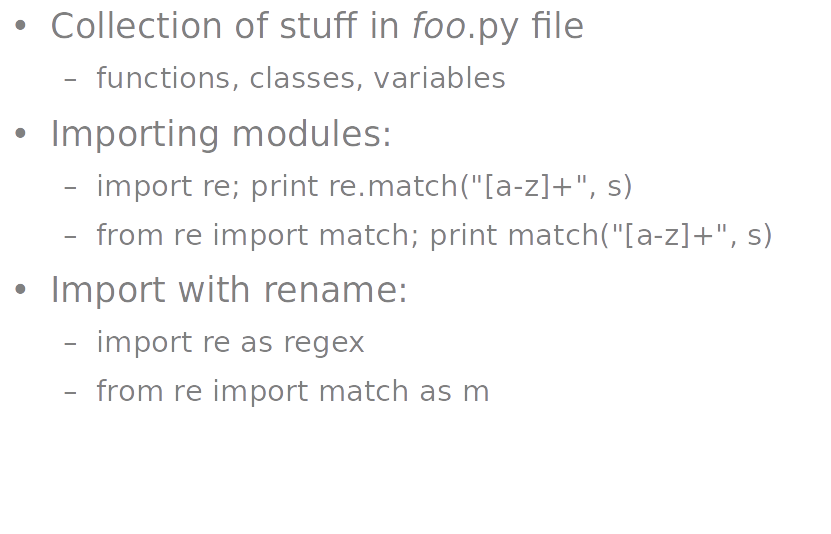 • Collection of stuff in foo.py file
– functions, classes, variables
• Importing modules:
– import re; print re.match("[a-z]+", s)
– from re import match; print match("[a-z]+", s)
• Import with rename:
– import re as regex
– from re import match as m